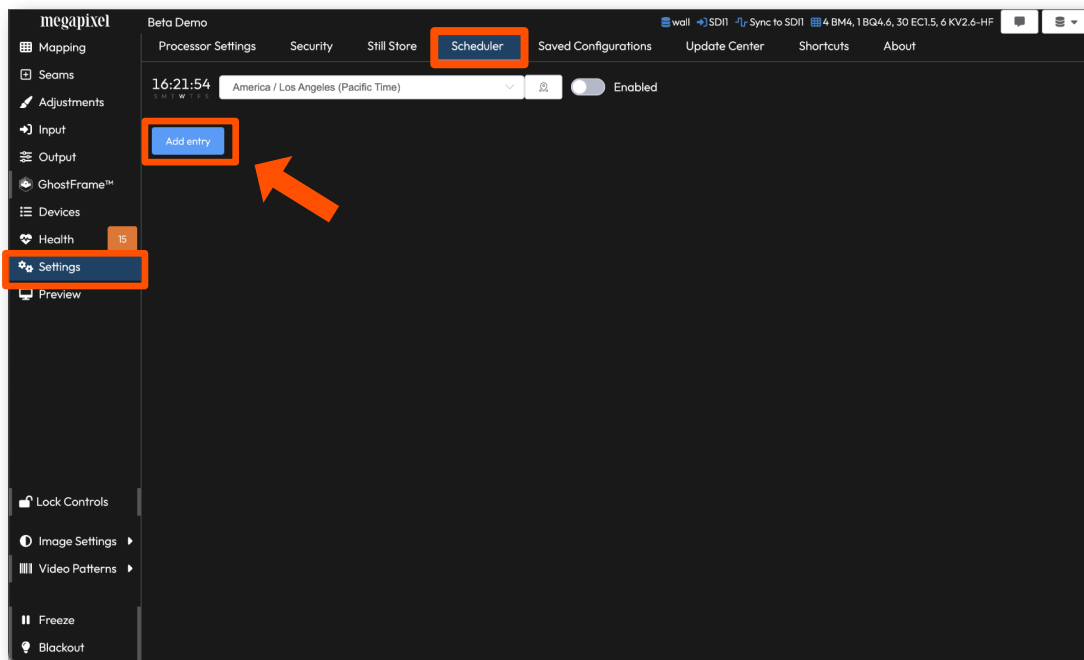 megapixel
Beta Demo
wall SDI1 Sync to SDI1 4 BM4, 1 BQ4.6, 30 EC1.5, 6 KV2.6-HF
Mapping
Processor Settings Security Still Store Scheduler Saved Configurations Update Center Shortcuts About
Seams
16:21:54 America / Los Angeles (Pacific Time) Enabled
S M T W T F S
Adjustments
Input
Add entry
Output
GhostFrame™
Devices
Health 15
Settings
Preview
Lock Controls
Image Settings
Video Patterns
Freeze
Blackout